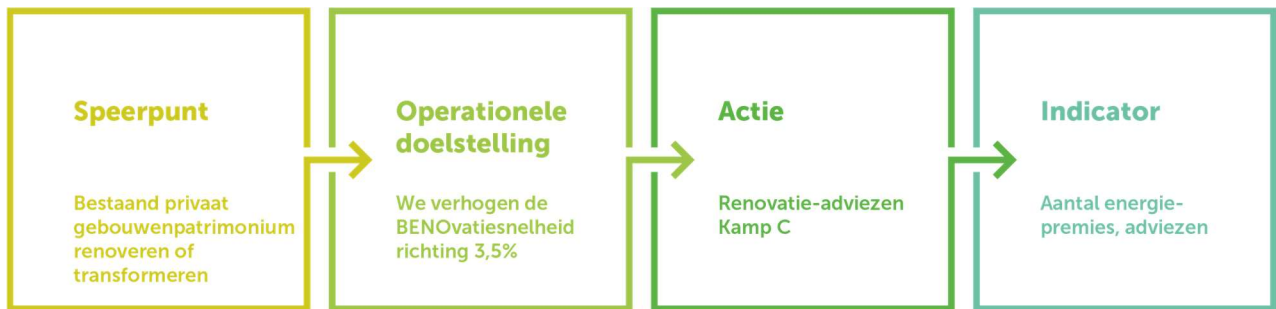 Speerpunt
Bestaand privaat
gebouwenpatrimonium
renoveren of
transformeren
Operationele
doelstelling
We verhogen de
BENOvatiesnelheid
richting 3,5%
Actie
Renovatie-adviezen
Kamp C
Indicator
Aantal energie-
premies, adviezen